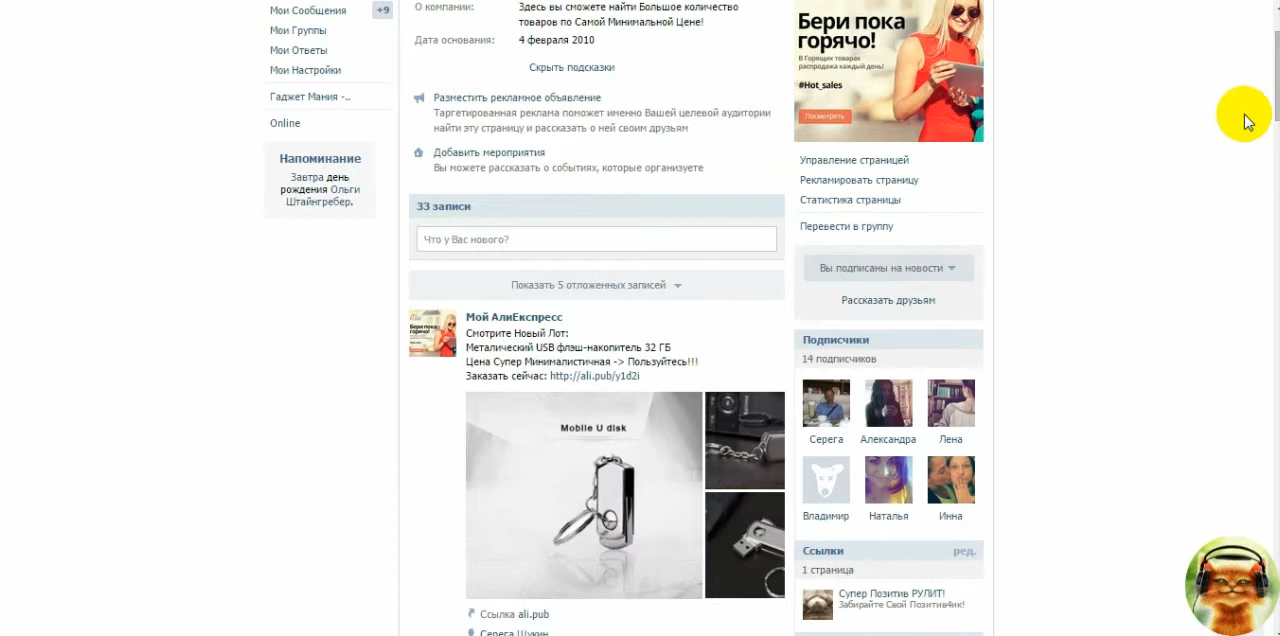 Мои Сообщения +9
Мои Группы
Мои Ответы
Мои Настройки
Гаджет Мания -..
Online
Напоминание
Завтра день
рождения Ольги
Штайнгребер.
О компании: Здесь вы сможете найти Большое количество
товаров по Самой Минимальной Цене!
Дата основания: 4 февраля 2010
Скрыть подсказки
Разместить рекламное объявление
Таргетированная реклама поможет именно Вашей целевой аудитории
найти эту страницу и рассказать о ней своим друзьям
Добавить мероприятия
Вы можете рассказать о событиях, которые организуете
33 записи
Что у Вас нового?
Показать 5 отложенных записей
Мой АлиЕкспресс
Смотрите Новый Лот:
Металический USB флэш-накопитель 32 ГБ
Цена Супер Минималистичная -> Пользуйтесь!!!
Заказать сейчас: http://ali.pub/y1d2i
Mobile U disk
Ссылка ali.pub
Серега Щукин
Бери пока
горячо!
В Горящих товарах
распродажа каждый день!
#Hot_sales
Посмотреть
Управление страницей
Рекламировать страницу
Статистика страницы
Перевести в группу
Вы подписаны на новости
Рассказать друзьям
Подписчики
14 подписчиков
Серега Александра Лена
Владимир Наталья Инна
Ссылки ред.
1 страница
Супер Позитив РУЛИТ!
Забирайте Свой Позитив4ик!